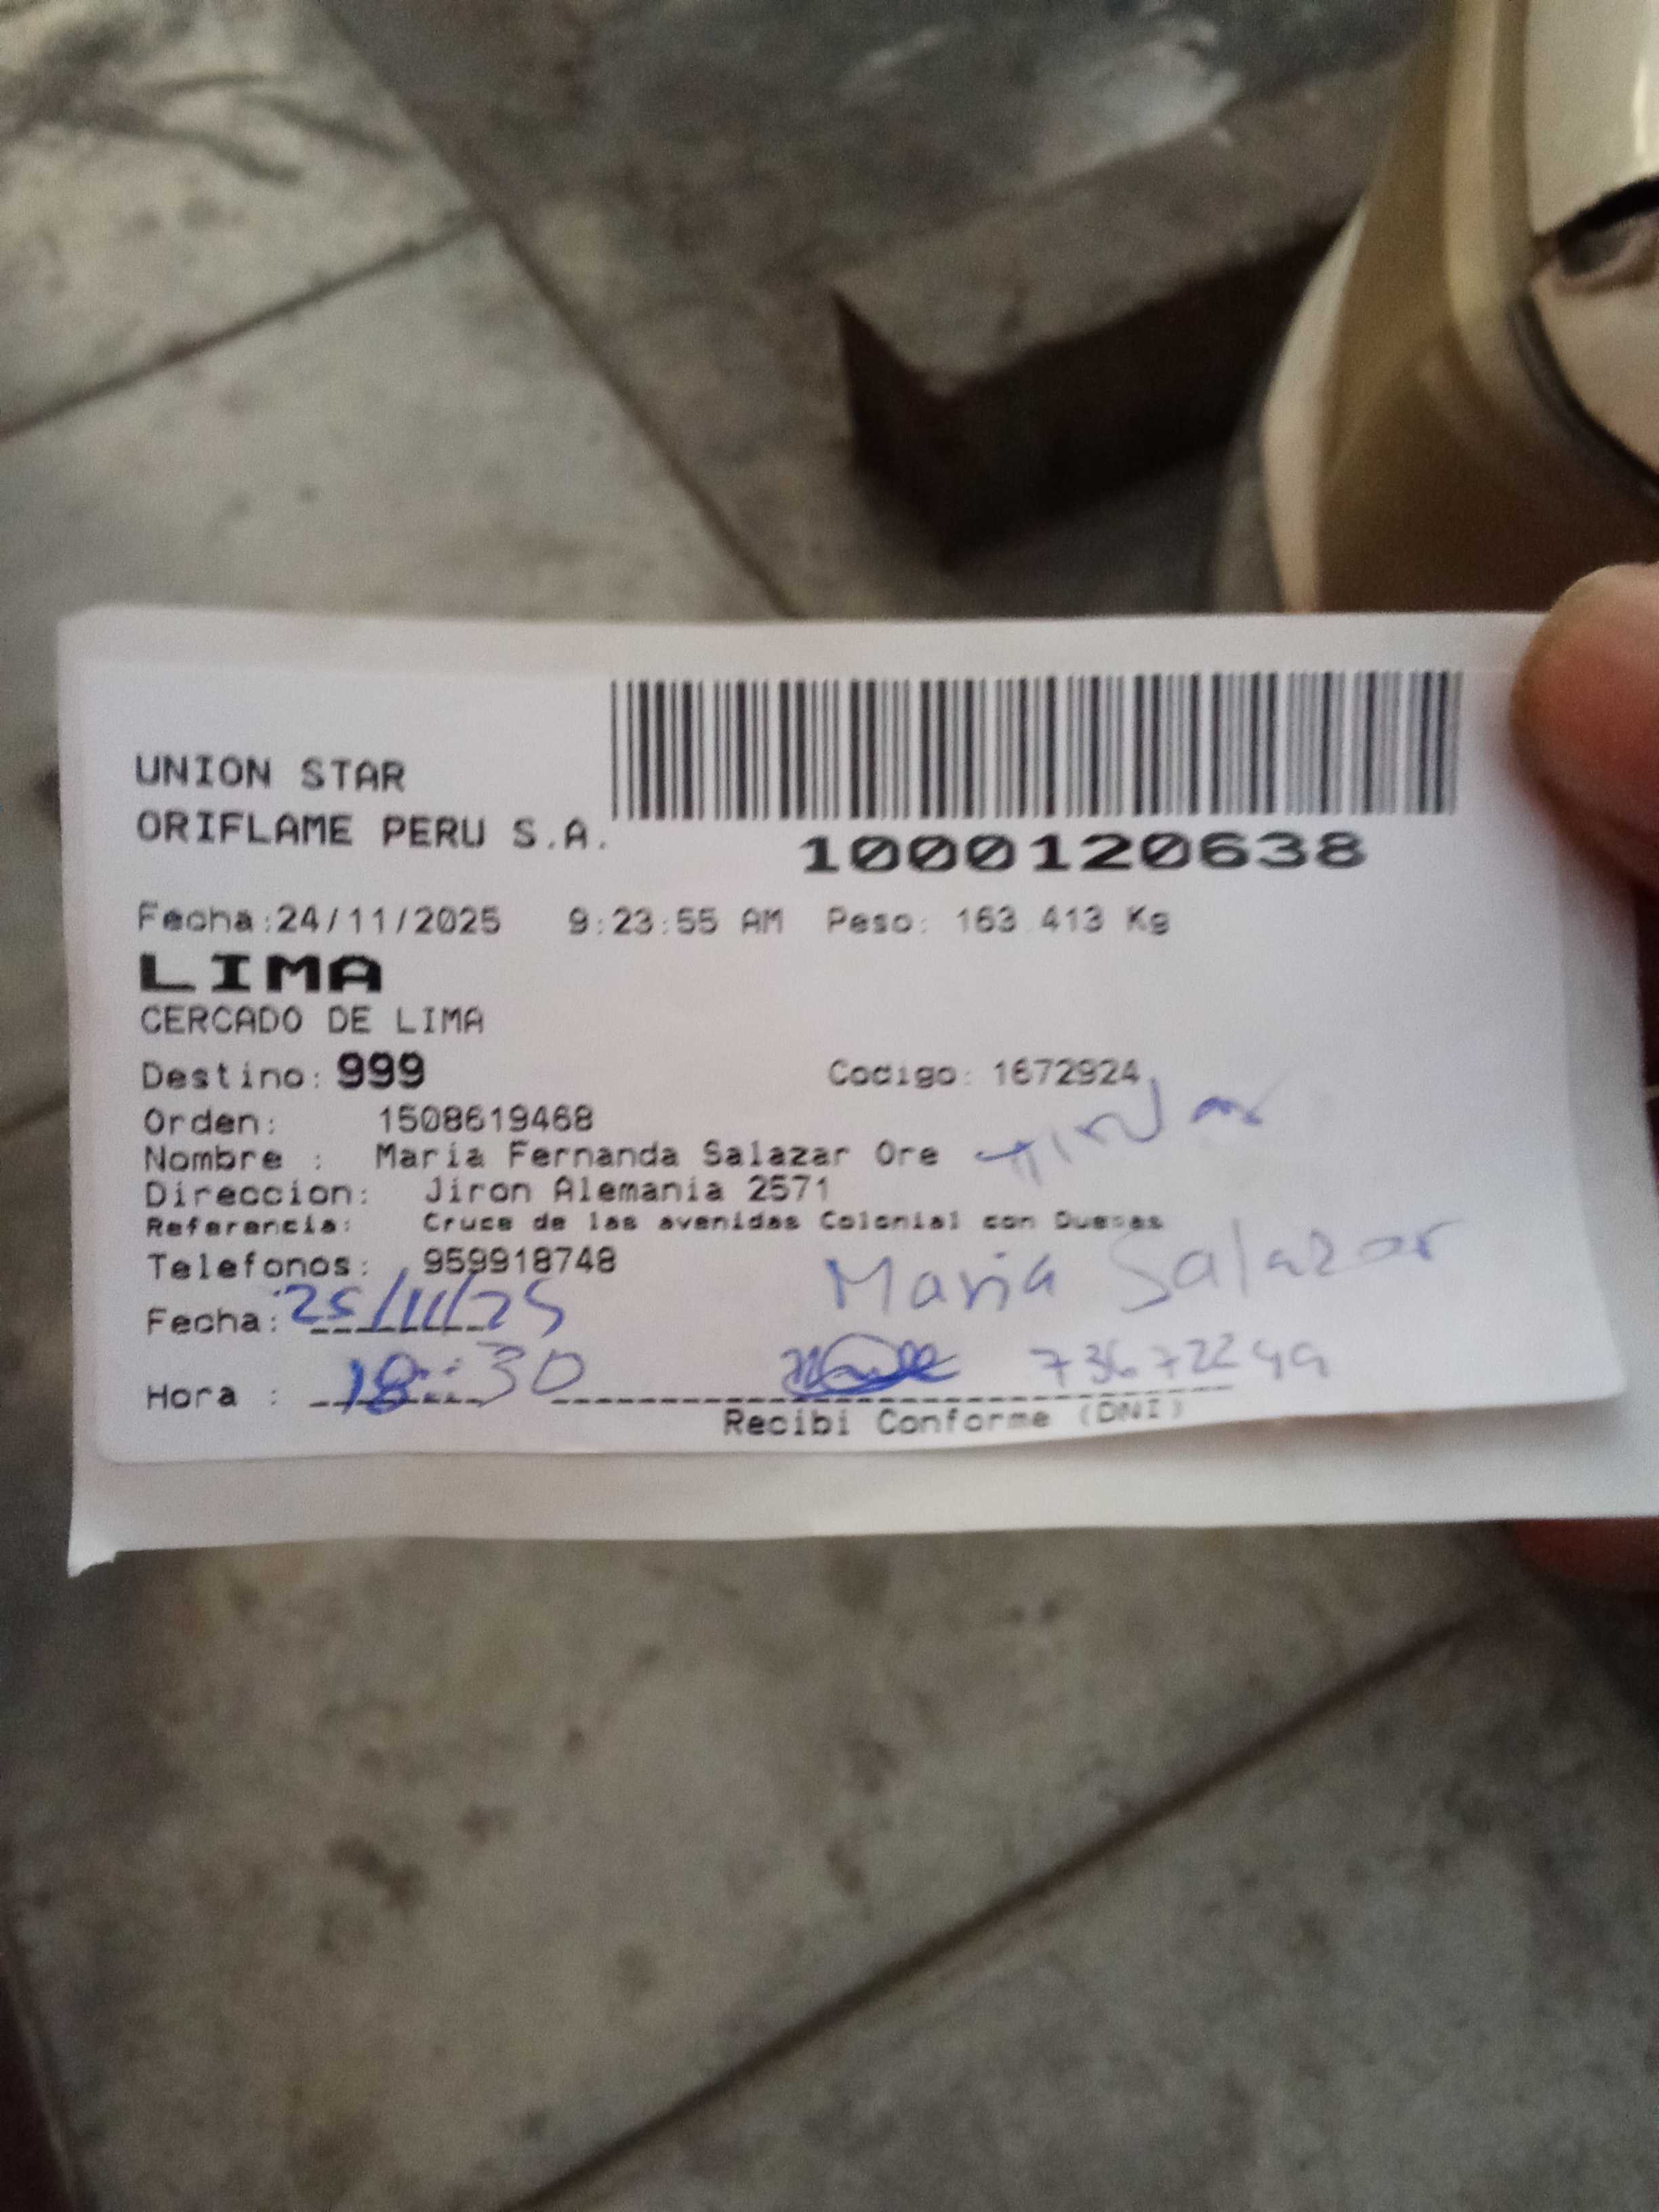 UNION STAR
ORIFLAME PERU S.A.
1000120638
Fecha:24/11/2025 9:23:55 AM Peso: 163.413 Kg
LIMA
CERCADO DE LIMA
Destino: 999 Codigo: 1672924
Orden: 1508619468
Nombre : Maria Fernanda Salazar Ore
Direccion: Jiron Alemania 2571
Referencia: Cruce de las avenidas Colonial con Duenas
Telefonos: 959918748
Maria Salazar
Fecha: 25/11/25
Hora : 18:30
Recibi Conforme (DNI)